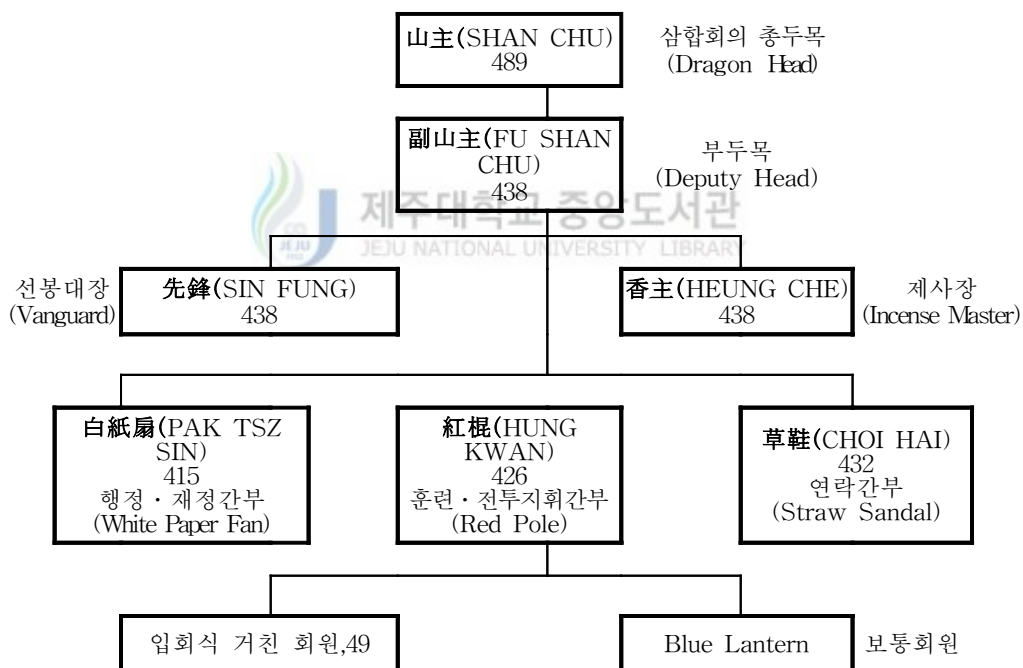 山主(SHAN CHU)
489
삼합회의 총두목
(Dragon Head)
副山主(FU SHAN
CHU)
438
부두목
(Deputy Head)
제주대학교 중앙도서관
JEJU NATIONAL UNIVERSITY LIBRARY
JEJU
1952
선봉대장
(Vanguard)
先鋒(SIN FUNG)
438
香主(HEUNG CHE)
438
제사장
(Incense Master)
白紙扇(PAK TSZ
SIN)
415
행정·재정간부
(White Paper Fan)
紅棍(HUNG
KWAN)
426
훈련·전투지휘간부
(Red Pole)
草鞋(CHOI HAI)
432
연락간부
(Straw Sandal)
입회식 거친 회원,49
Blue Lantern
보통회원